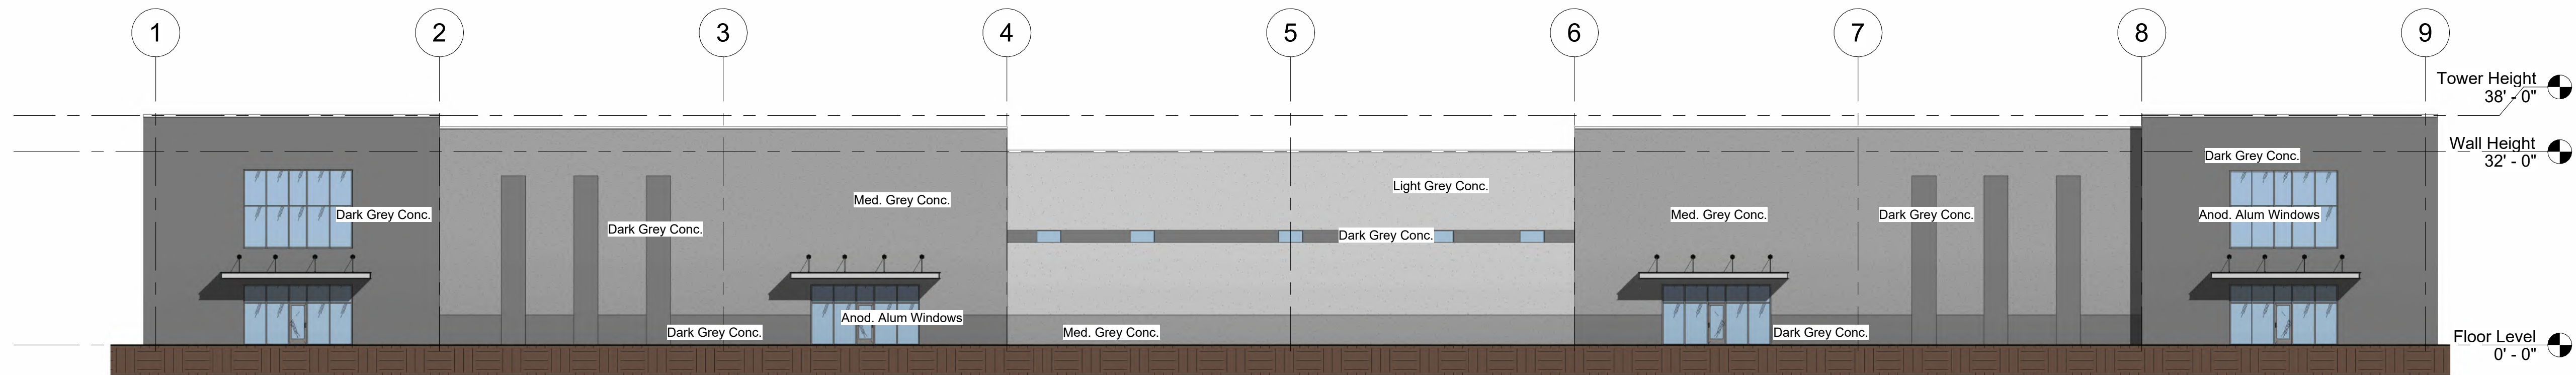 1
2
3
4
5
6
7
8
9
Tower Height
38' - 0"
Wall Height
32' - 0"
Dark Grey Conc.
Light Grey Conc.
Med. Grey Conc.
Dark Grey Conc.
Med. Grey Conc.
Dark Grey Conc.
Anod. Alum Windows
Dark Grey Conc.
Dark Grey Conc.
Anod. Alum Windows
Dark Grey Conc.
Med. Grey Conc.
Dark Grey Conc.
Floor Level
0' - 0"